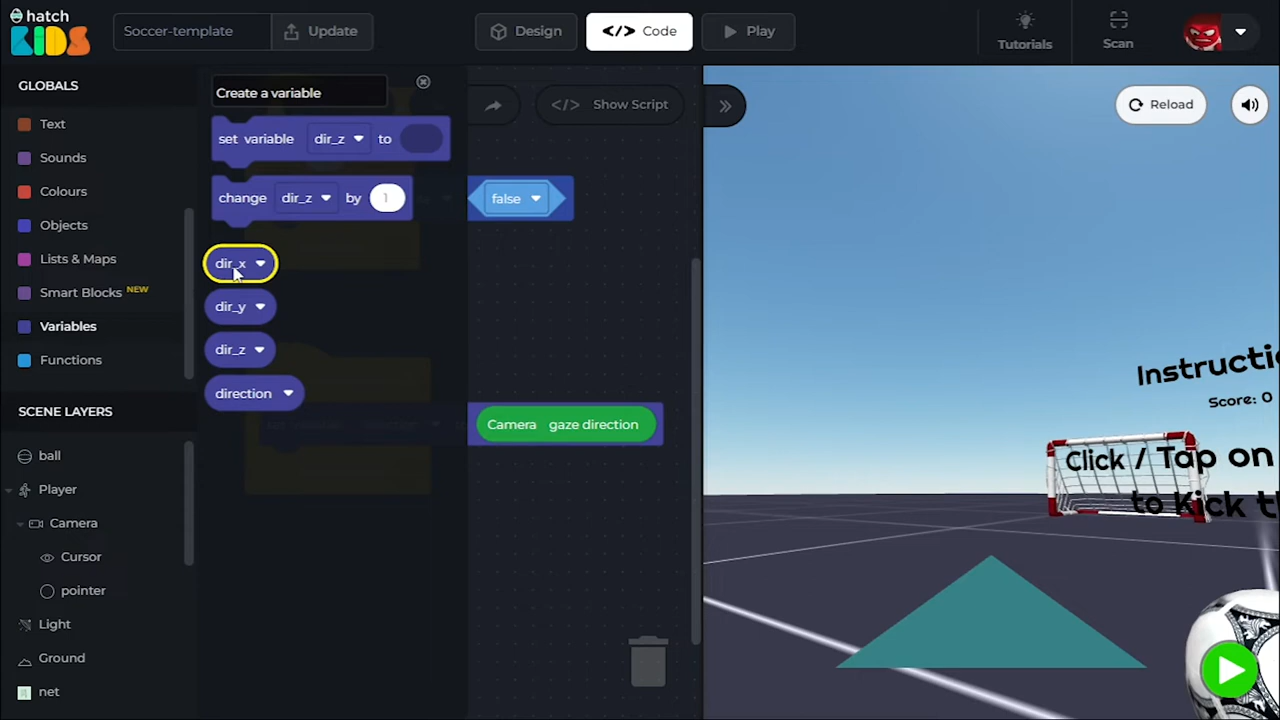 hatch
KIDS
Soccer-template
Update
Design
</> Code
Play
Tutorials
Scan
GLOBALS
Text
Sounds
Colours
Objects
Lists & Maps
Smart Blocks NEW
Variables
Functions
SCENE LAYERS
ball
Player
Camera
Cursor
pointer
Light
Ground
net
Create a variable
set variable dir_z to
change dir_z by 1
dir_x
dir_y
dir_z
direction
</> Show Script
false
Camera gaze direction
Reload
Instructi
Score: 0
Click / Tap on
to Kick th